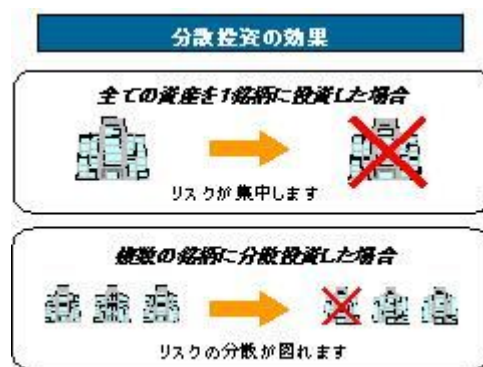 分散投資の効果
全ての資産を1銘柄に投資した場合
リスクが集中します
複数の銘柄に分散投資した場合
リスクの分散が図れます